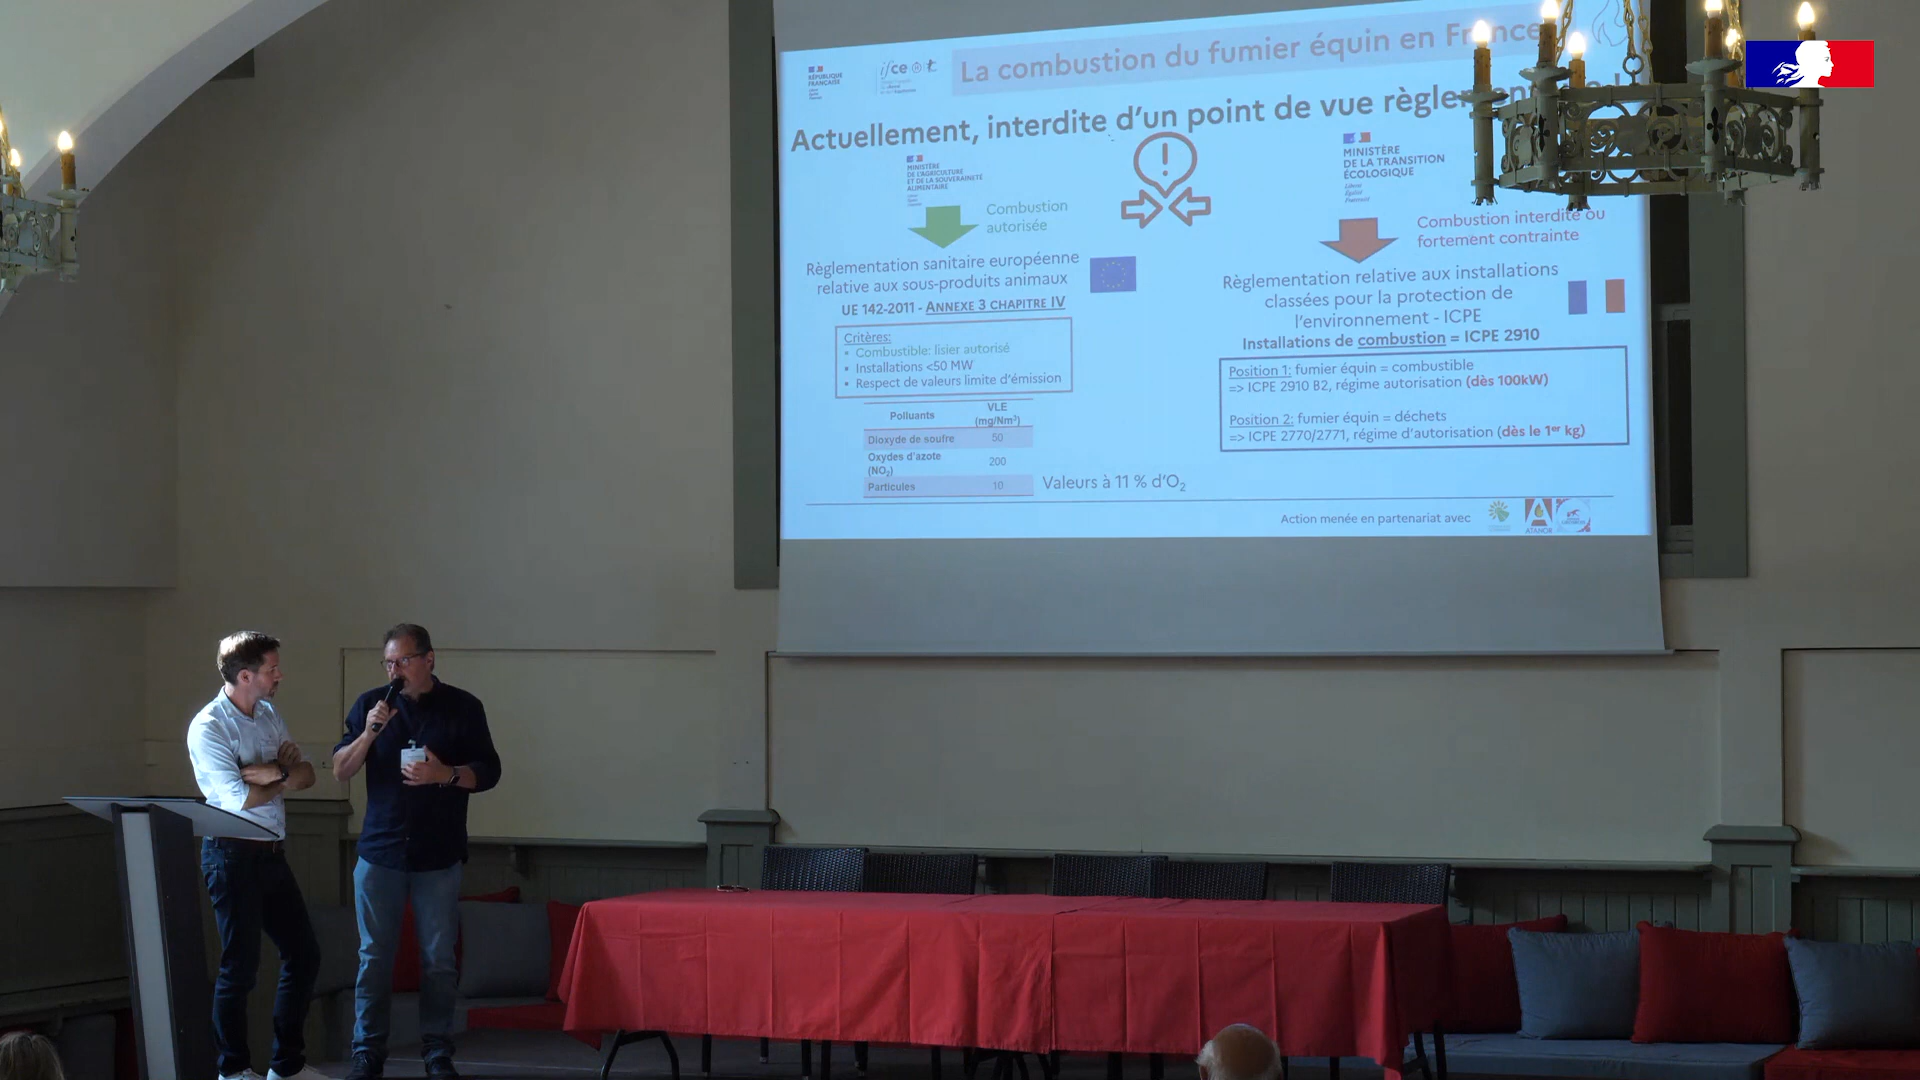 RÉPUBLIQUE
FRANÇAISE
ifce
La combustion du fumier équin en France
Actuellement, interdite d'un point de vue
MINISTÈRE
DE L'AGRICULTURE
ET DE LA SOUVERAINETÉ
ALIMENTAIRE
Combustion
autorisée
Règlementation sanitaire européenne
relative aux sous-produits animaux
UE 142-2011 - ANNEXE 3 CHAPITRE IV
Critères:
▪ Combustible: lisier autorisé
▪ Installations <50 MW
▪ Respect de valeurs limite d'émission
Polluants VLE
(mg/Nm³)
Dioxyde de soufre 50
Oxydes d'azote
(NO₂) 200
Particules 10
Valeurs à 11 % d'O₂
MINISTÈRE
DE LA TRANSITION
ÉCOLOGIQUE
Liberté
Égalité
Fraternité
Combustion interdite ou
fortement contrainte
Règlementation relative aux installations
classées pour la protection de
l'environnement - ICPE
Installations de combustion = ICPE 2910
Position 1: fumier équin = combustible
=> ICPE 2910 B2, régime autorisation (dès 100kW)
Position 2: fumier équin = déchets
=> ICPE 2770/2771, régime d'autorisation (dès le 1er kg)
Action menée en partenariat avec
ATANOR